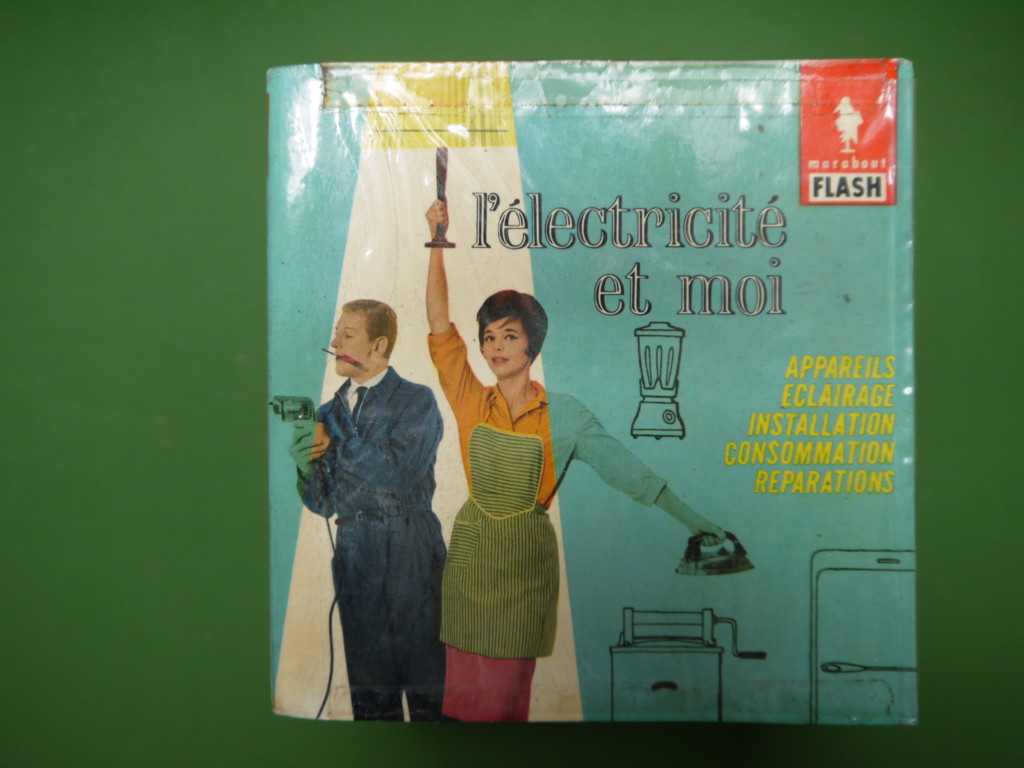 marabout
FLASH
l'électricité
et moi
APPAREILS
ECLAIRAGE
INSTALLATION
CONSOMMATION
REPARATIONS